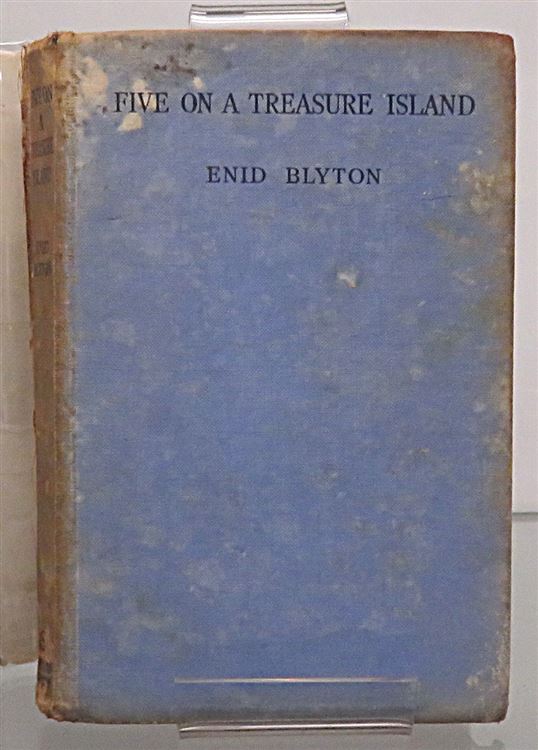 FIVE ON A TREASURE ISLAND
ENID BLYTON